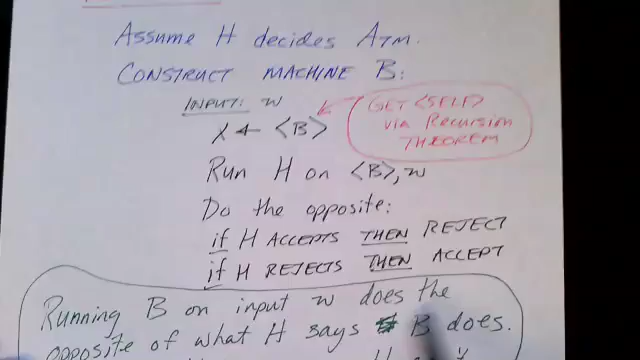 Assume H decides ATM.
CONSTRUCT MACHINE B:
INPUT: w
X ← <B>
GET <SELF>
via Recursion
THEOREM
Run H on <B>, w
Do the opposite:
if H ACCEPTS THEN REJECT
if H REJECTS THEN ACCEPT
Running B on input w does the
opposite of what H says B does.